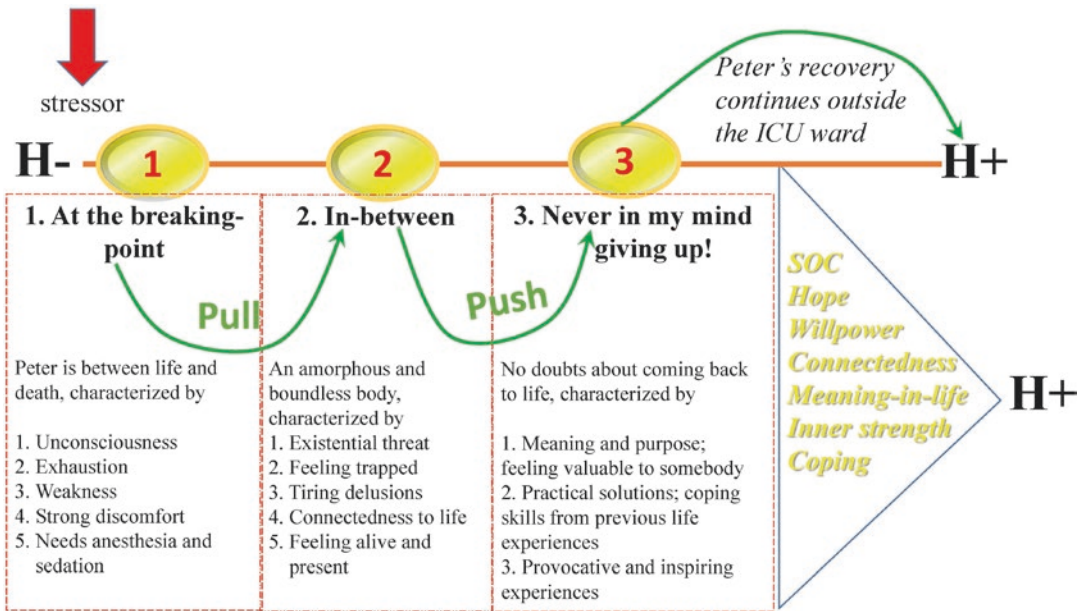 stressor
Peter's recovery
continues outside
the ICU ward
H-
1
2
3
H+
1. At the breaking-
point
Pull
Peter is between life and
death, characterized by
1. Unconsciousness
2. Exhaustion
3. Weakness
4. Strong discomfort
5. Needs anesthesia and
sedation
2. In-between
Push
An amorphous and
boundless body,
characterized by
1. Existential threat
2. Feeling trapped
3. Tiring delusions
4. Connectedness to life
5. Feeling alive and
present
3. Never in my mind
giving up!
No doubts about coming back
to life, characterized by
1. Meaning and purpose;
feeling valuable to somebody
2. Practical solutions; coping
skills from previous life
experiences
3. Provocative and inspiring
experiences
SOC
Hope
Willpower
Connectedness
Meaning-in-life
Inner strength
Coping
H+